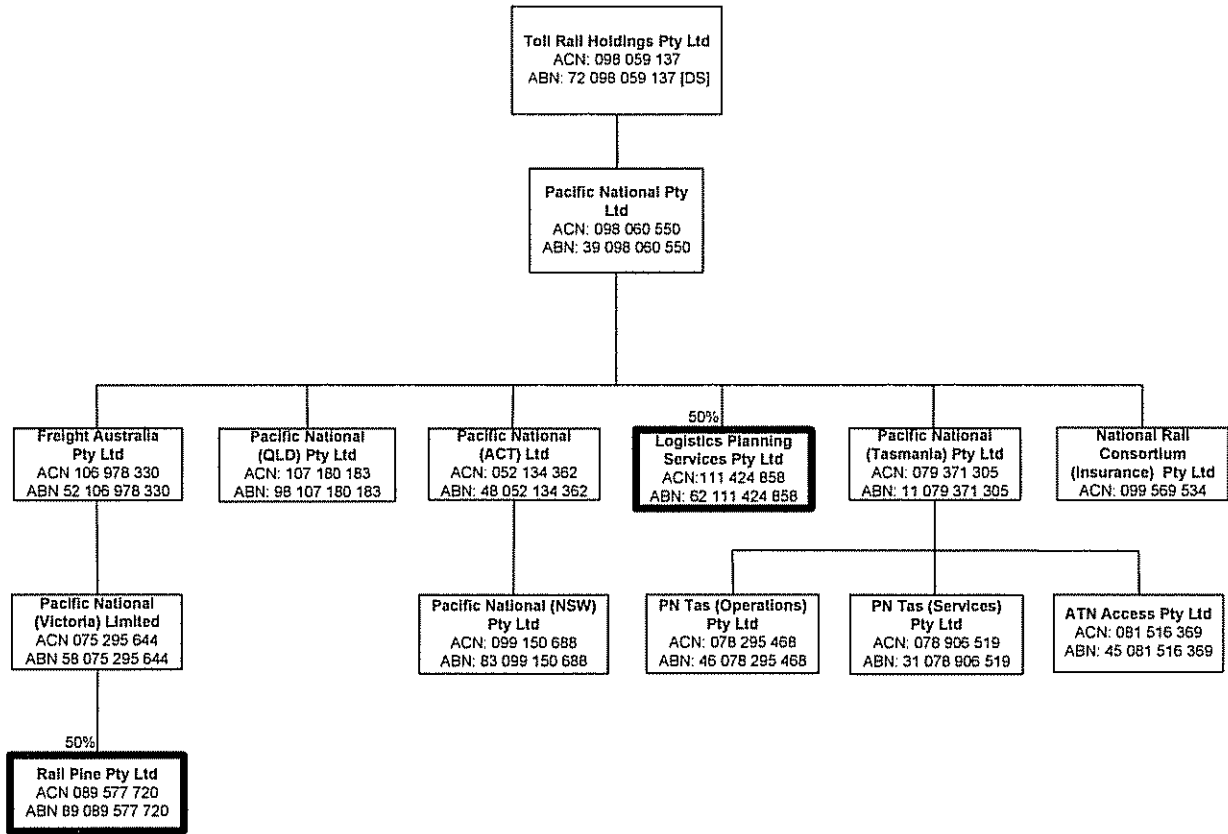 Toll Rail Holdings Pty Ltd
ACN: 098 059 137
ABN: 72 098 059 137 [DS]
Pacific National Pty
Ltd
ACN: 098 060 550
ABN: 39 098 060 550
Freight Australia
Pty Ltd
ACN 106 978 330
ABN 52 106 978 330
Pacific National
(QLD) Pty Ltd
ACN: 107 180 183
ABN: 98 107 180 183
Pacific National
(ACT) Ltd
ACN: 052 134 362
ABN: 48 052 134 362
50%
Logistics Planning
Services Pty Ltd
ACN:111 424 858
ABN: 62 111 424 858
Pacific National
(Tasmania) Pty Ltd
ACN: 079 371 305
ABN: 11 079 371 305
National Rail
Consortium
(Insurance) Pty Ltd
ACN: 099 569 534
Pacific National
(Victoria) Limited
ACN 075 295 644
ABN 58 075 295 644
Pacific National (NSW)
Pty Ltd
ACN: 099 150 688
ABN: 83 099 150 688
PN Tas (Operations)
Pty Ltd
ACN: 078 295 468
ABN: 46 078 295 468
PN Tas (Services)
Pty Ltd
ACN: 078 906 519
ABN: 31 078 906 519
ATN Access Pty Ltd
ACN: 081 516 369
ABN: 45 081 516 369
50%
Rail Pine Pty Ltd
ACN 089 577 720
ABN 89 089 577 720